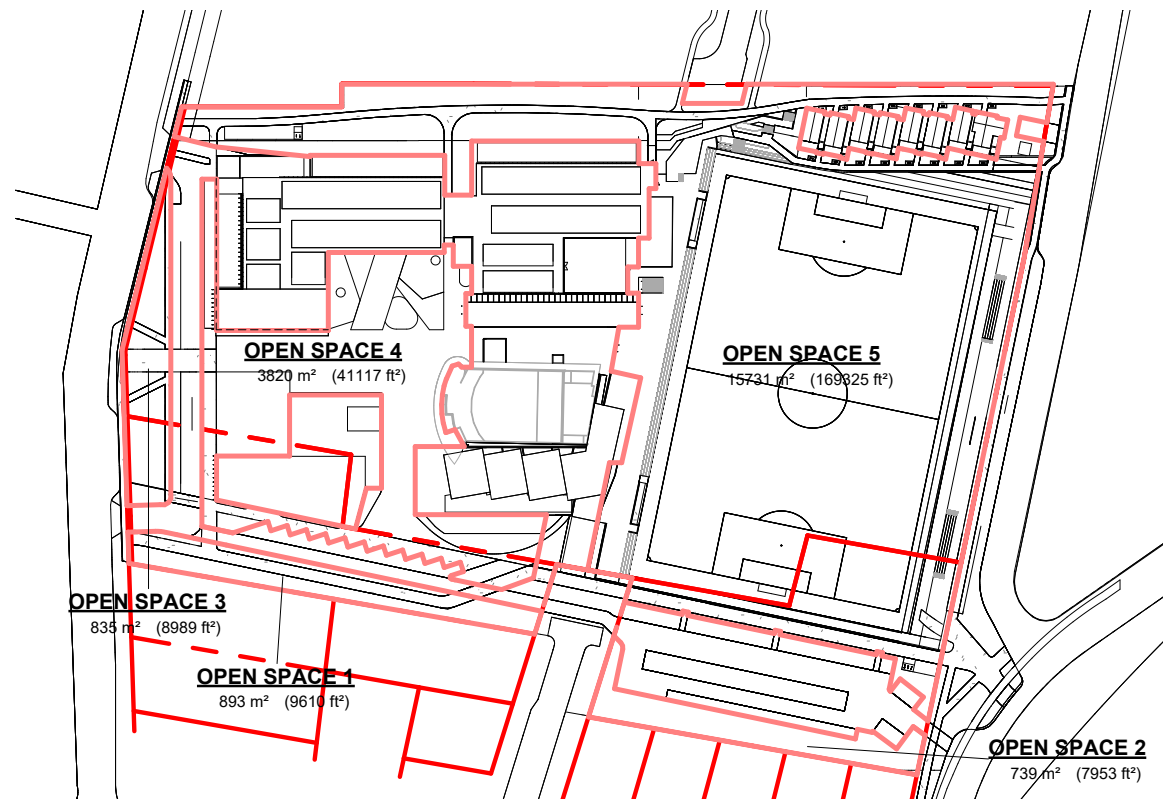 OPEN SPACE 4
3820 m² (41117 ft²)
OPEN SPACE 5
15731 m² (169325 ft²)
OPEN SPACE 3
835 m² (8989 ft²)
OPEN SPACE 1
893 m² (9610 ft²)
OPEN SPACE 2
739 m² (7953 ft²)